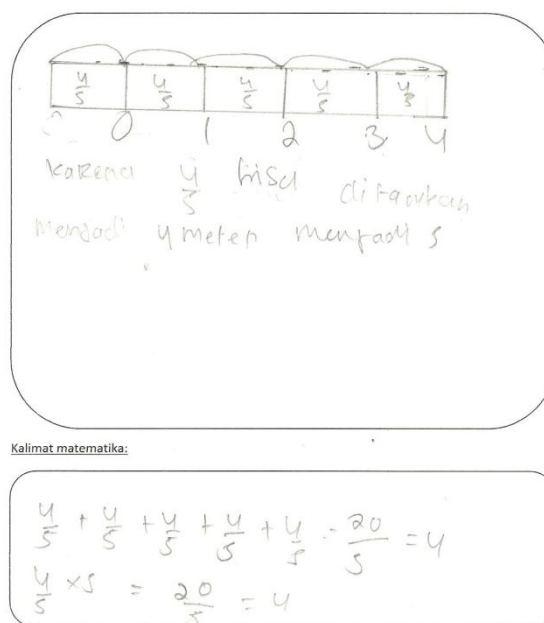 4/5 4/5 4/5 4/5 4/5
0 1 2 3 4
karena 4/5 bisa
menjadi 4 meter menjadi 5
Kalimat matematika:
4/5 + 4/5 + 4/5 + 4/5 + 4/5 = 20/5 = 4
4/5 x5 = 20/5 = 4